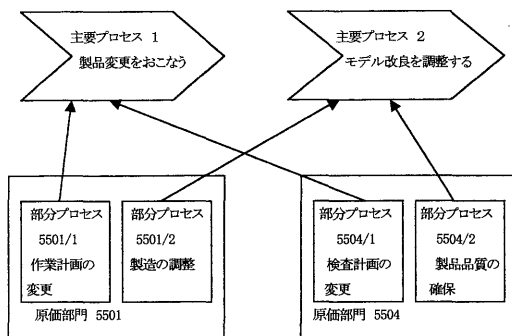 主要プロセス 1
製品変更をおこなう
主要プロセス 2
モデル改良を調整する
部分プロセス
5501/1
作業計画の
変更
部分プロセス
5501/2
製造の調整
原価部門 5501
部分プロセス
5504/1
検査計画の
変更
部分プロセス
5504/2
製品品質の
確保
原価部門 5504